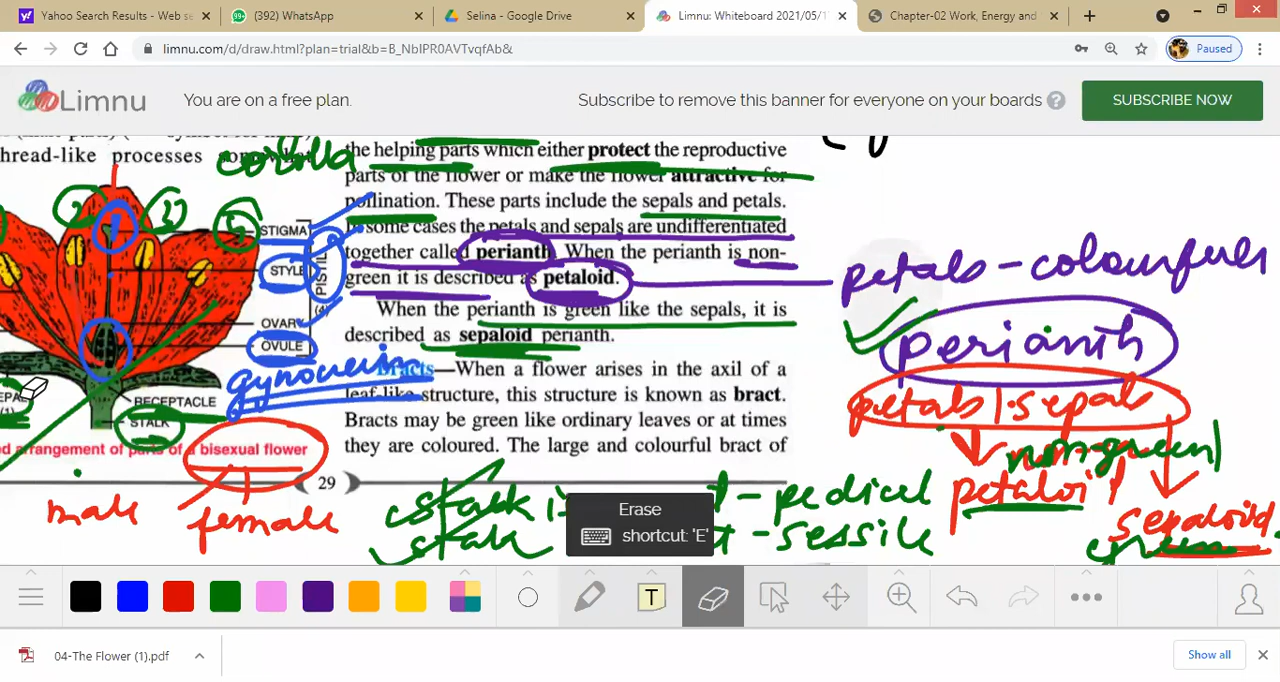 Yahoo Search Results - Web se
(392) WhatsApp
Selina - Google Drive
Limnu: Whiteboard 2021/05/1
Chapter-02 Work, Energy and
limnu.com/d/draw.html?plan=trial&b=B_NbIPR0AVTvqfAb&
Paused
Limnu
You are on a free plan.
Subscribe to remove this banner for everyone on your boards
SUBSCRIBE NOW
hread-like processes
corolla
the helping parts which either protect the reproductive
parts of the flower or make the flower attractive for
pollination. These parts include the sepals and petals.
In some cases the petals and sepals are undifferentiated
together called perianth. When the perianth is non-
green it is described as petaloid.
When the perianth is green like the sepals, it is
described as sepaloid perianth.
Bracts—When a flower arises in the axil of a
leaf-like structure, this structure is known as bract.
Bracts may be green like ordinary leaves or at times
they are coloured. The large and colourful bract of
29
STIGMA
STYLE
PISTIL
OVARY
OVULE
RECEPTACLE
STALK
ed arrangement of parts of a bisexual flower
male
female
petals - colourful
perianth
petals | sepals
non green
petaloid
sepaloid
green
stalk
- pedicel
stalk
- sessile
Erase
shortcut: 'E'
T
04-The Flower (1).pdf
Show all